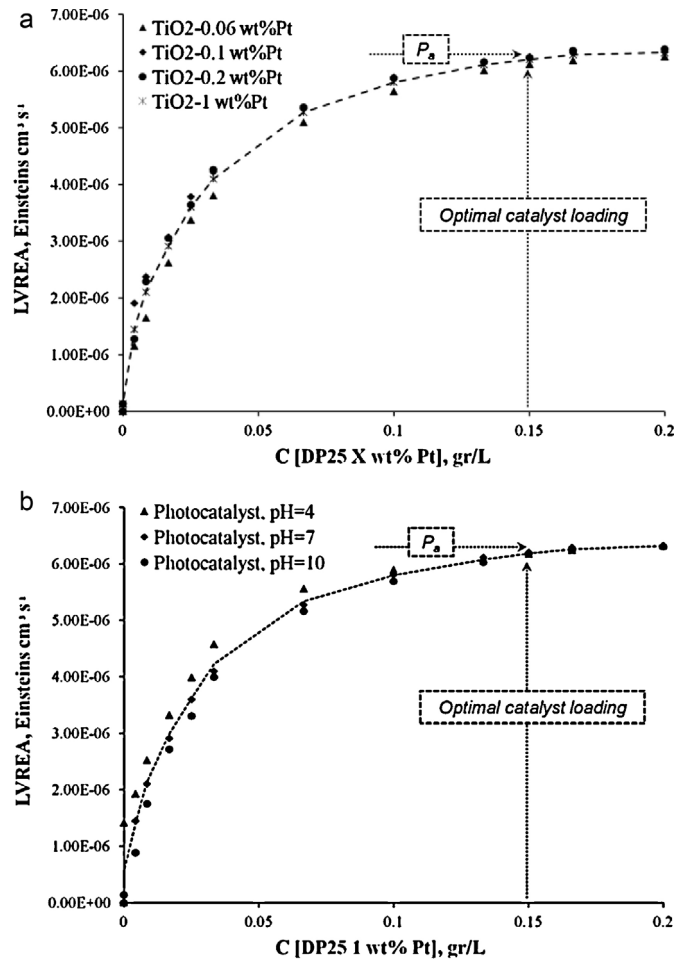 a
7.00E-06
6.00E-06
5.00E-06
4.00E-06
3.00E-06
2.00E-06
1.00E-06
0.00E+00
LVREA, Einsteins cm³ s¹
TiO2-0.06 wt%Pt
TiO2-0.1 wt%Pt
TiO2-0.2 wt%Pt
TiO2-1 wt%Pt
Pa
Optimal catalyst loading
0 0.05 0.1 0.15 0.2
C [DP25 X wt% Pt], gr/L
b
7.00E-06
6.00E-06
5.00E-06
4.00E-06
3.00E-06
2.00E-06
1.00E-06
0.00E+00
LVREA, Einsteins cm³ s¹
Photocatalyst, pH=4
Photocatalyst, pH=7
Photocatalyst, pH=10
Pa
Optimal catalyst loading
0 0.05 0.1 0.15 0.2
C [DP25 1 wt% Pt], gr/L